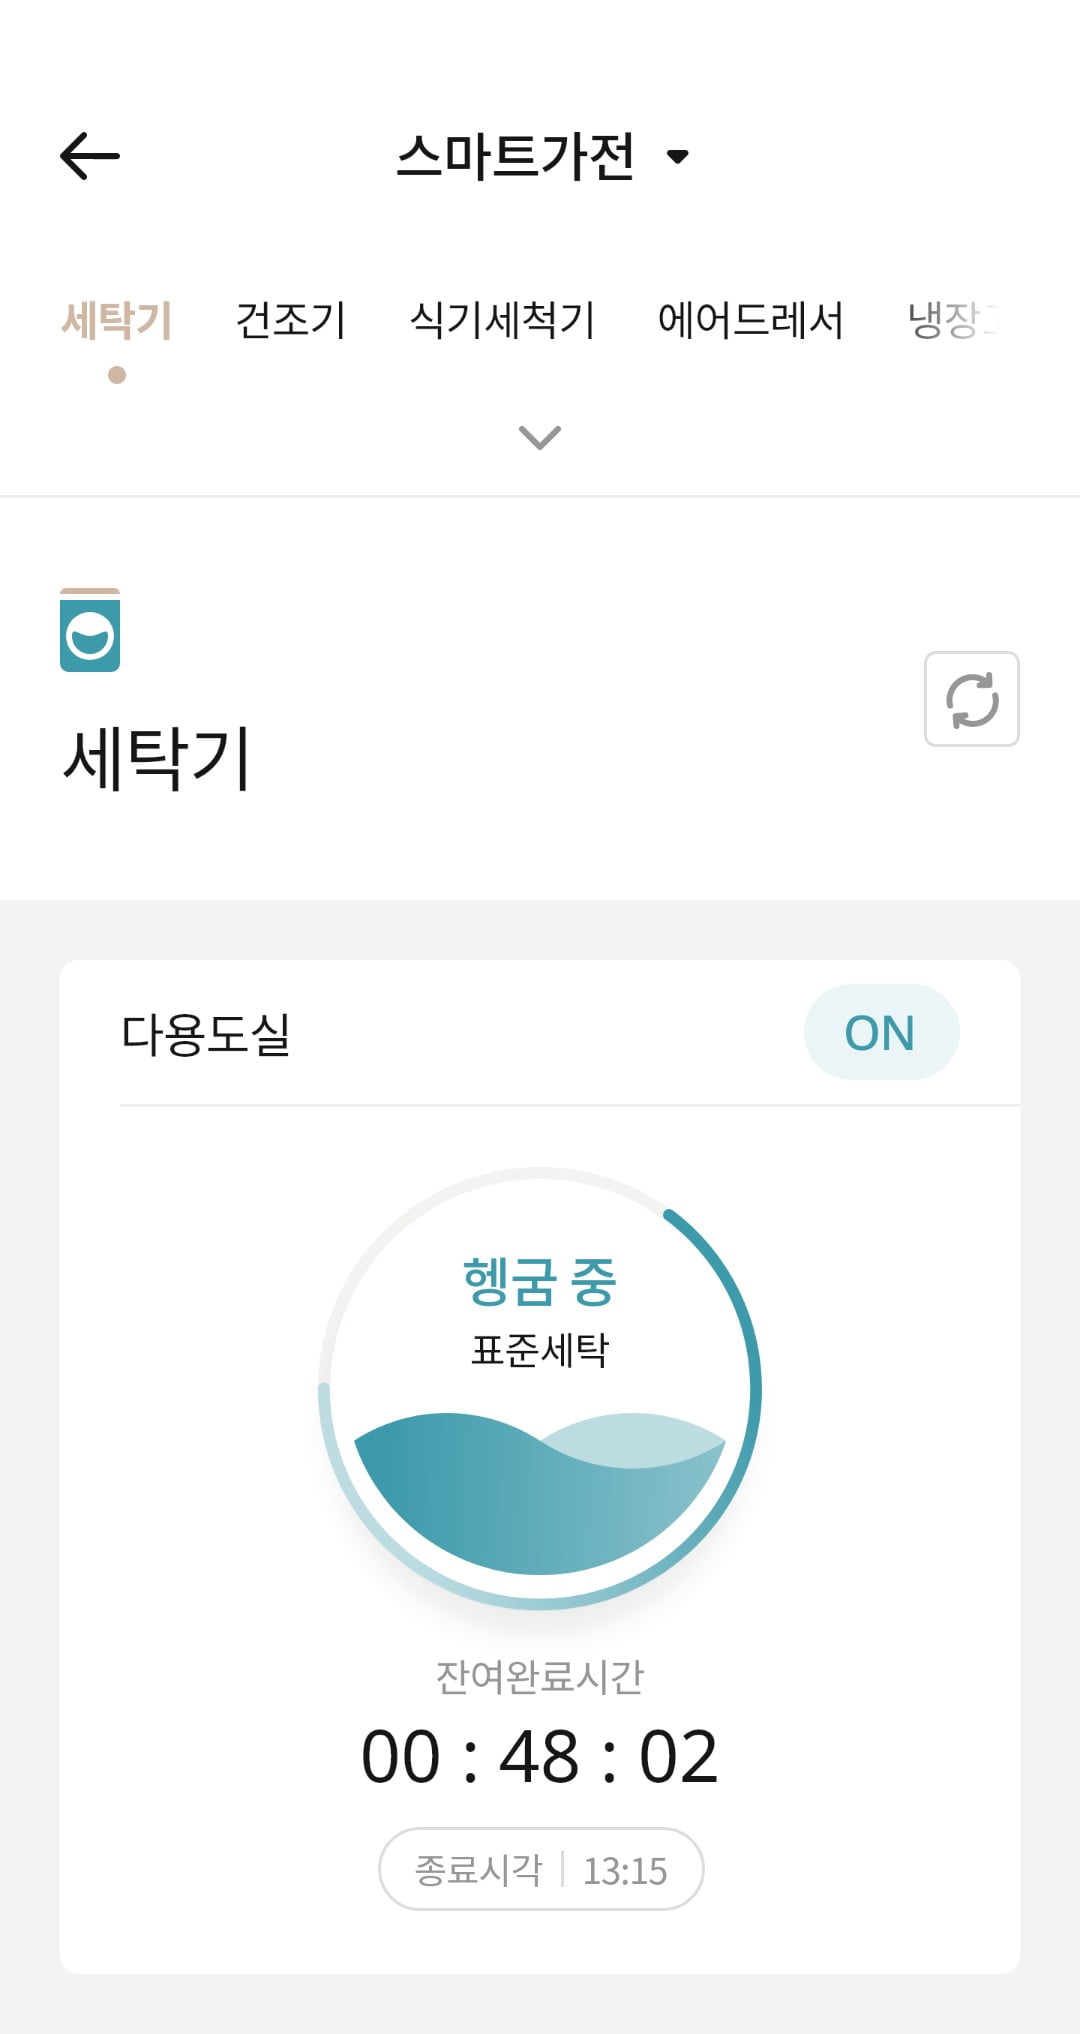 스마트가전
세탁기 건조기 식기세척기 에어드레서 냉장
세탁기
다용도실 ON
헹굼 중
표준세탁
잔여완료시간
00 : 48 : 02
종료시각 | 13:15